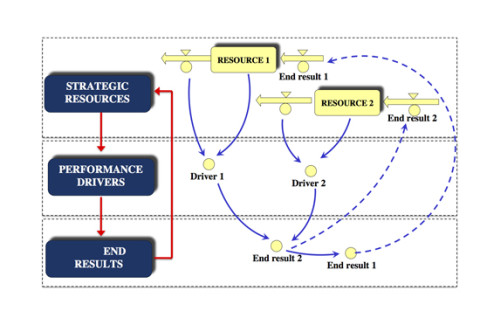 RESOURCE 1
End result 1
STRATEGIC
RESOURCES
RESOURCE 2
End result 2
PERFORMANCE
DRIVERS
Driver 1
Driver 2
END
RESULTS
End result 2
End result 1